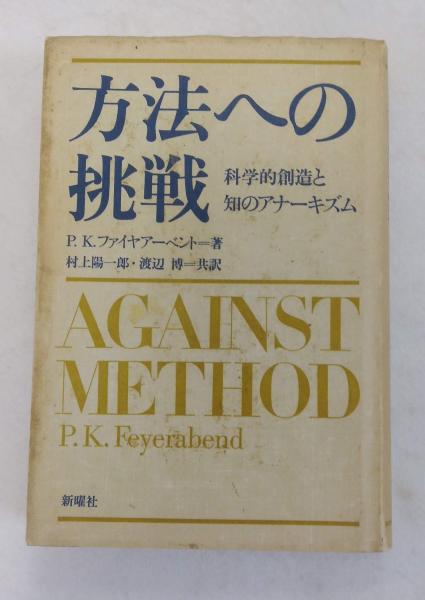 方法への
挑戦
科学的創造と
知のアナーキズム
P. K. ファイヤアーベント＝著
村上陽一郎・渡辺 博＝共訳
AGAINST
METHOD
P. K. Feyerabend
新曜社